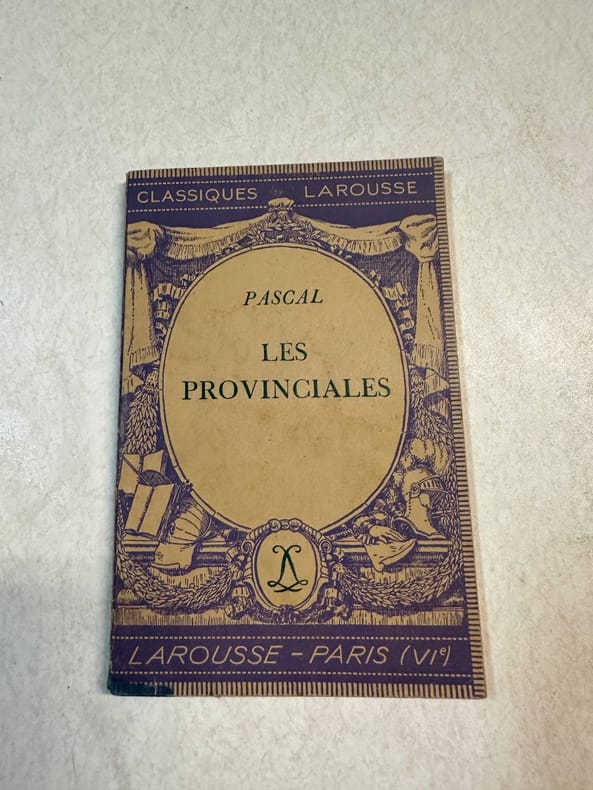 CLASSIQUES LAROUSSE
PASCAL
LES
PROVINCIALES
L
LAROUSSE – PARIS (VIᵉ)